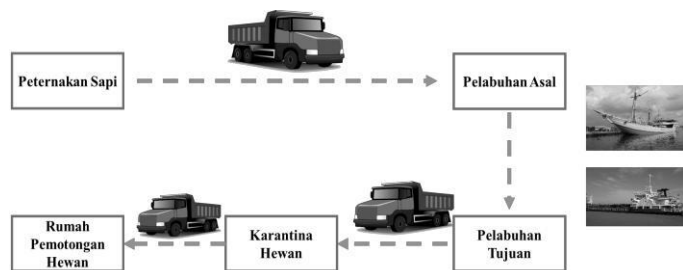 Peternakan Sapi
Pelabuhan Asal
Pelabuhan
Tujuan
Karantina
Hewan
Rumah
Pemotongan
Hewan